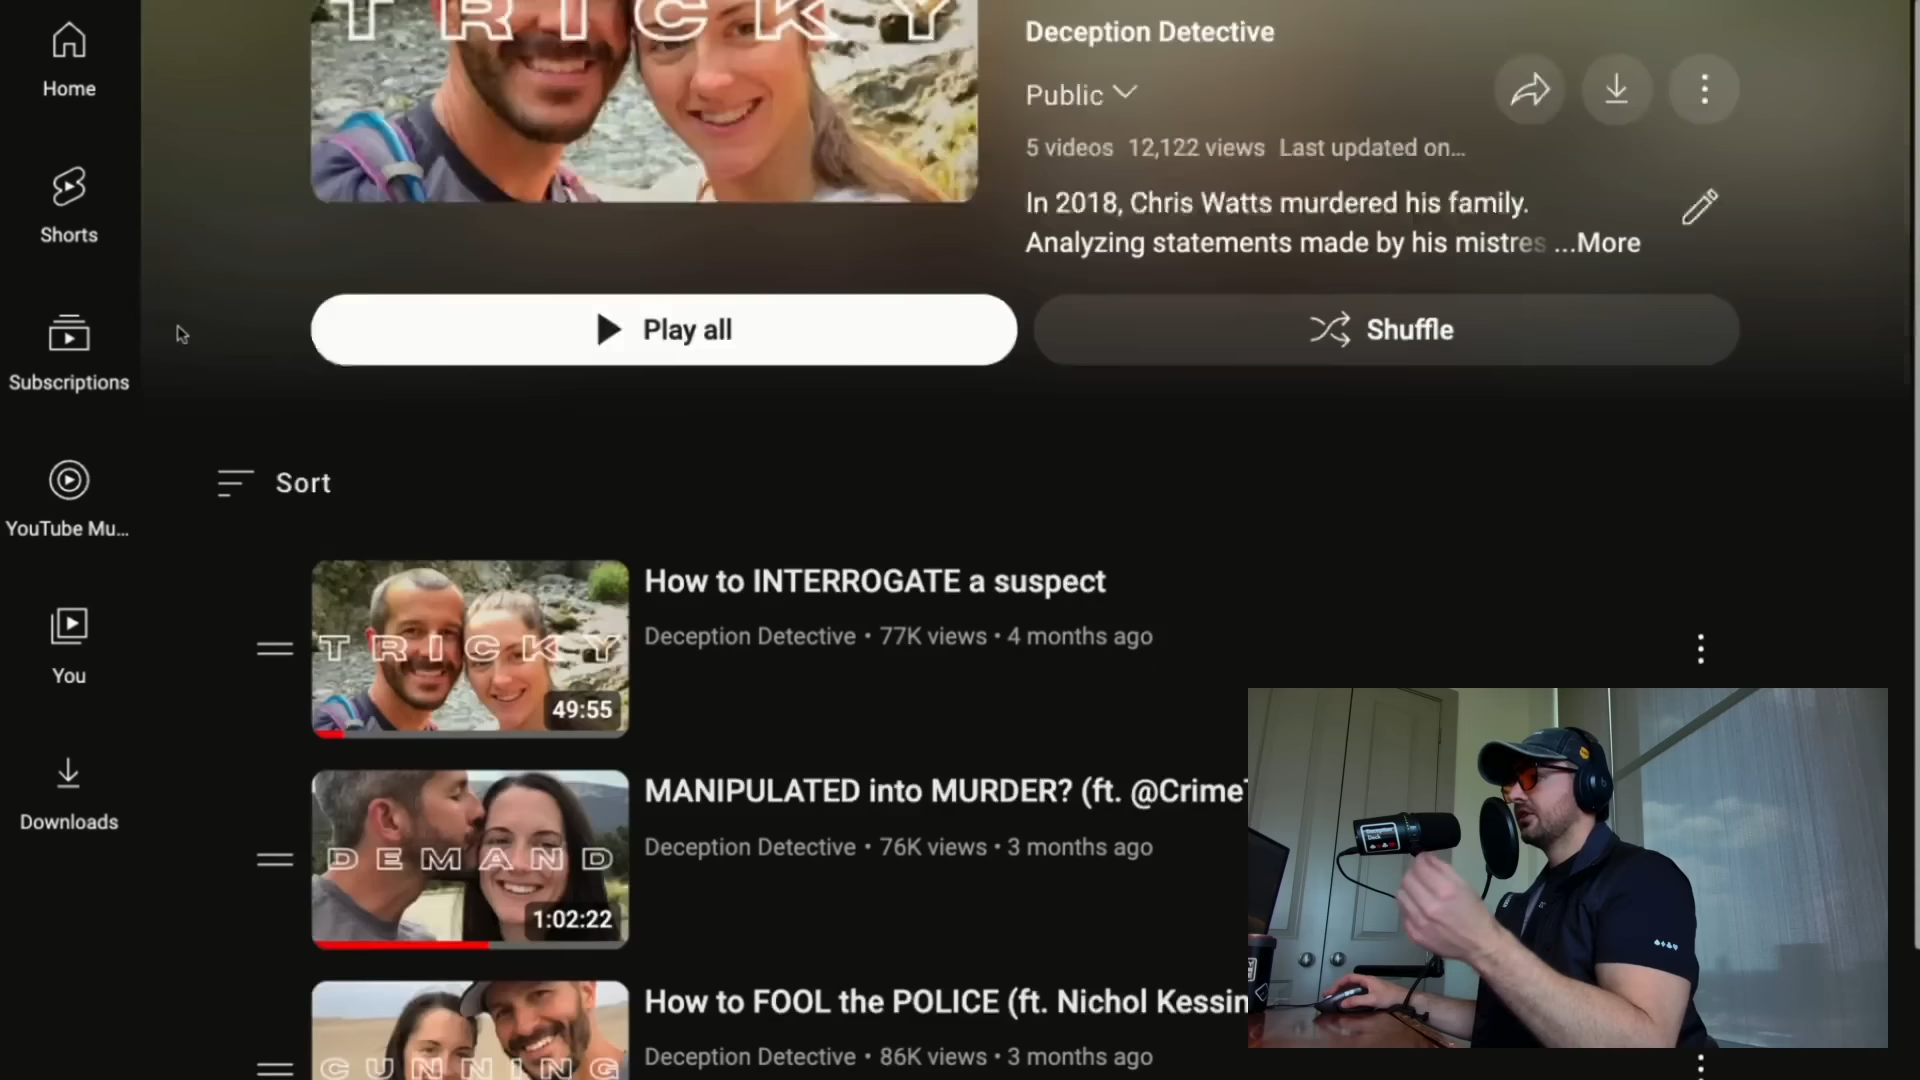 Home
Shorts
Subscriptions
YouTube Mu...
You
Downloads
TRICKY
Deception Detective
Public
5 videos 12,122 views Last updated on...
In 2018, Chris Watts murdered his family.
Analyzing statements made by his mistres ...More
Play all
Shuffle
Sort
TRICKY
49:55
How to INTERROGATE a suspect
Deception Detective • 77K views • 4 months ago
DEMAND
1:02:22
MANIPULATED into MURDER? (ft. @Crime
Deception Detective • 76K views • 3 months ago
CUNNING
How to FOOL the POLICE (ft. Nichol Kessin
Deception Detective • 86K views • 3 months ago
Deception
Deck